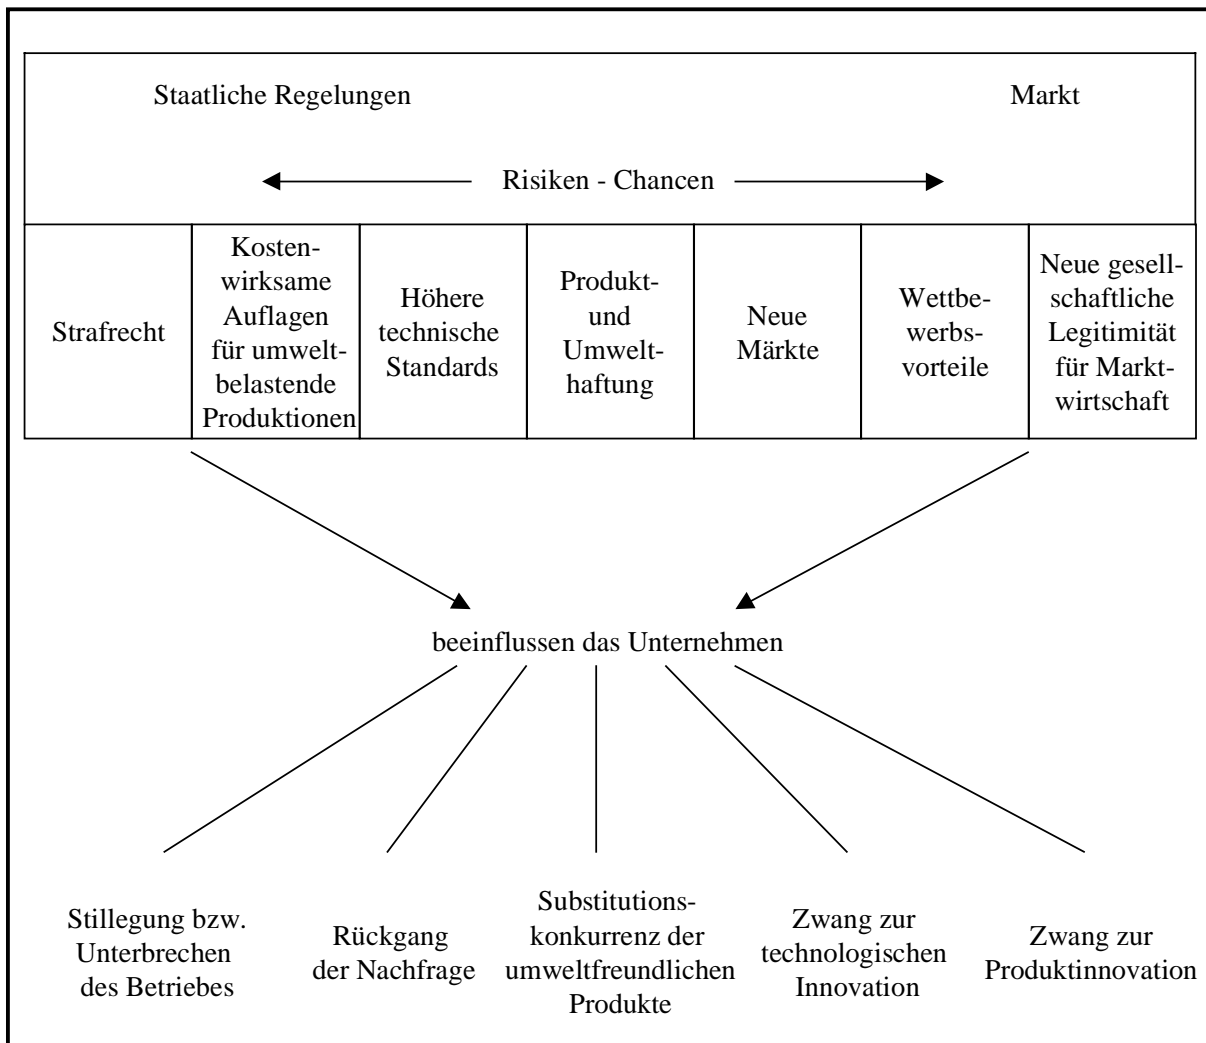 Staatliche Regelungen
Markt
Risiken - Chancen
Strafrecht
Kosten-
wirksame
Auflagen
für umwelt-
belastende
Produktionen
Höhere
technische
Standards
Produkt-
und
Umwelt-
haftung
Neue
Märkte
Wettbe-
werbs-
vorteile
Neue gesell-
schaftliche
Legitimität
für Markt-
wirtschaft
beeinflussen das Unternehmen
Stillegung bzw.
Unterbrechen
des Betriebes
Rückgang
der Nachfrage
Substitutions-
konkurrenz der
umweltfreundlichen
Produkte
Zwang zur
technologischen
Innovation
Zwang zur
Produktinnovation